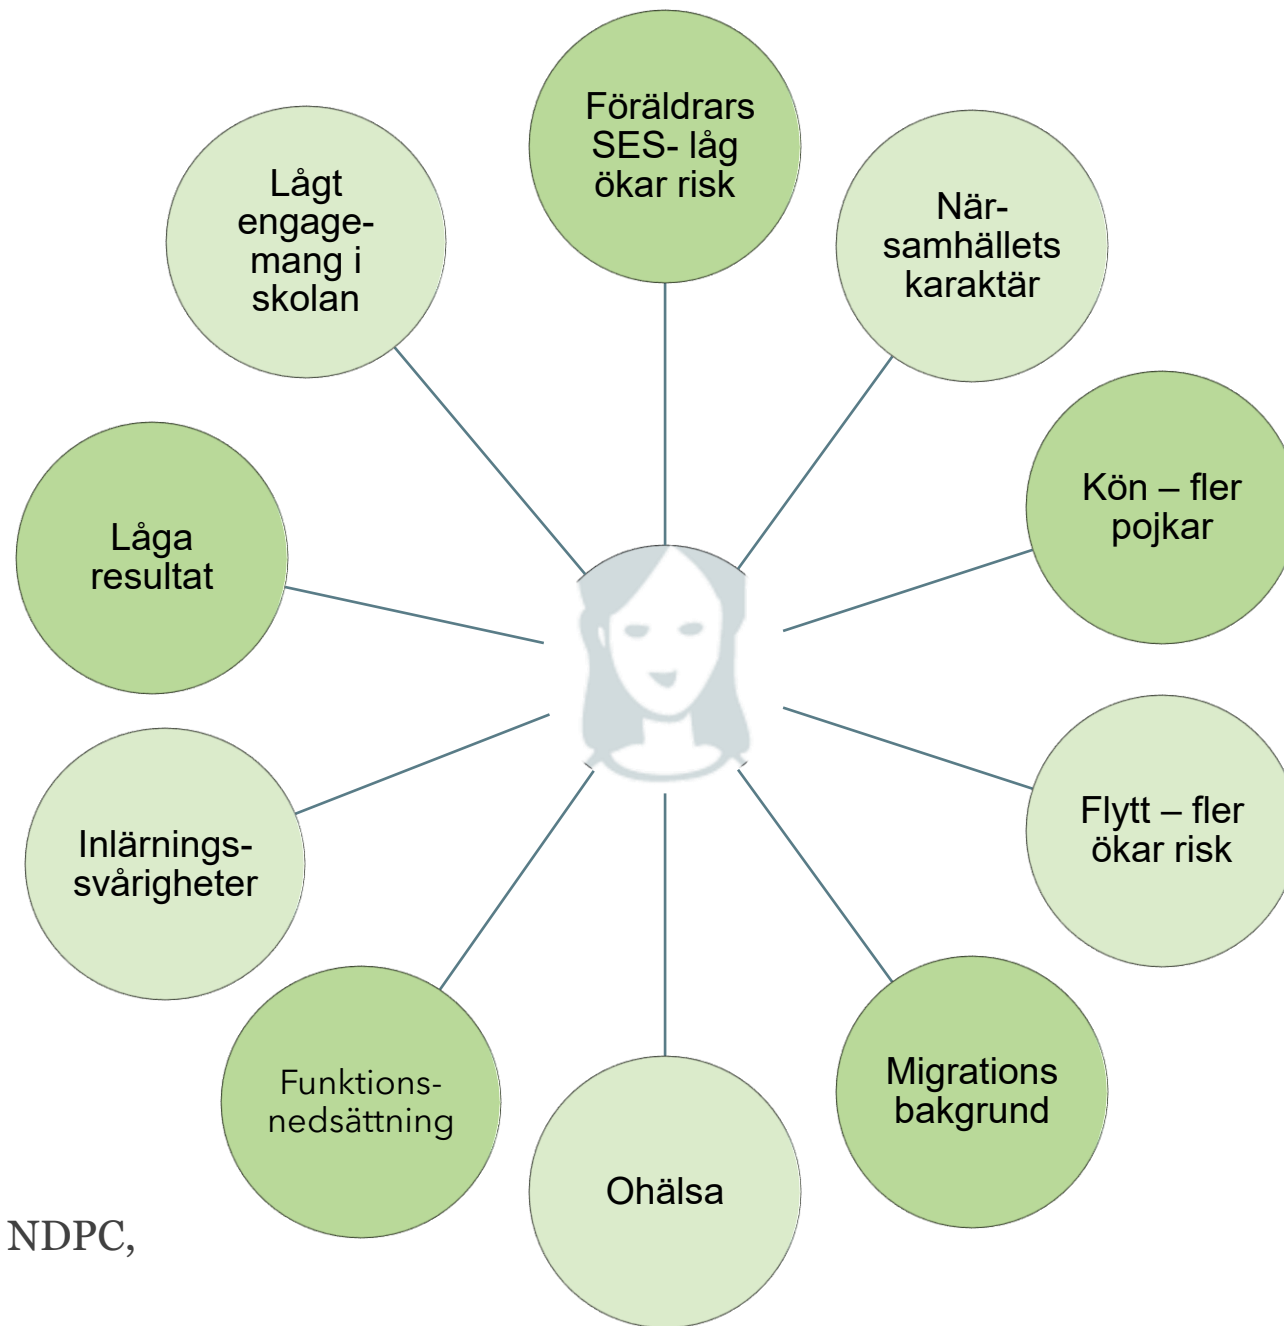 Föräldrars
SES- låg
ökar risk
När-
samhällets
karaktär
Kön – fler
pojkar
Flytt – fler
ökar risk
Migrations
bakgrund
Ohälsa
Funktions-
nedsättning
Inlärnings-
svårigheter
Låga
resultat
Lågt
engage-
mang i
skolan
NDPC,